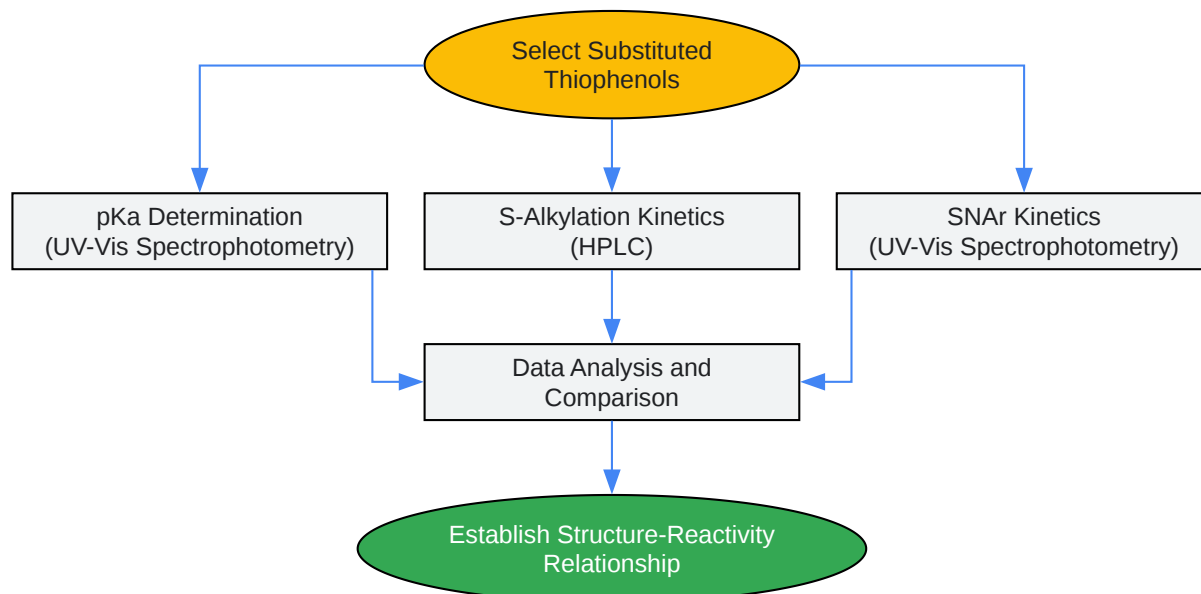 Select Substituted
Thiophenols
pKa Determination
(UV-Vis Spectrophotometry)
S-Alkylation Kinetics
(HPLC)
SNAr Kinetics
(UV-Vis Spectrophotometry)
Data Analysis and
Comparison
Establish Structure-Reactivity
Relationship